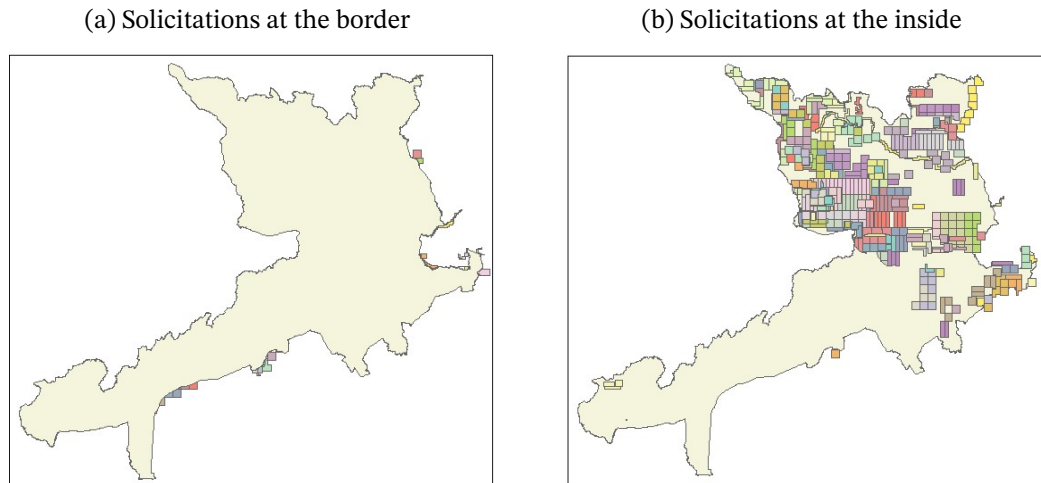 (a) Solicitations at the border
(b) Solicitations at the inside